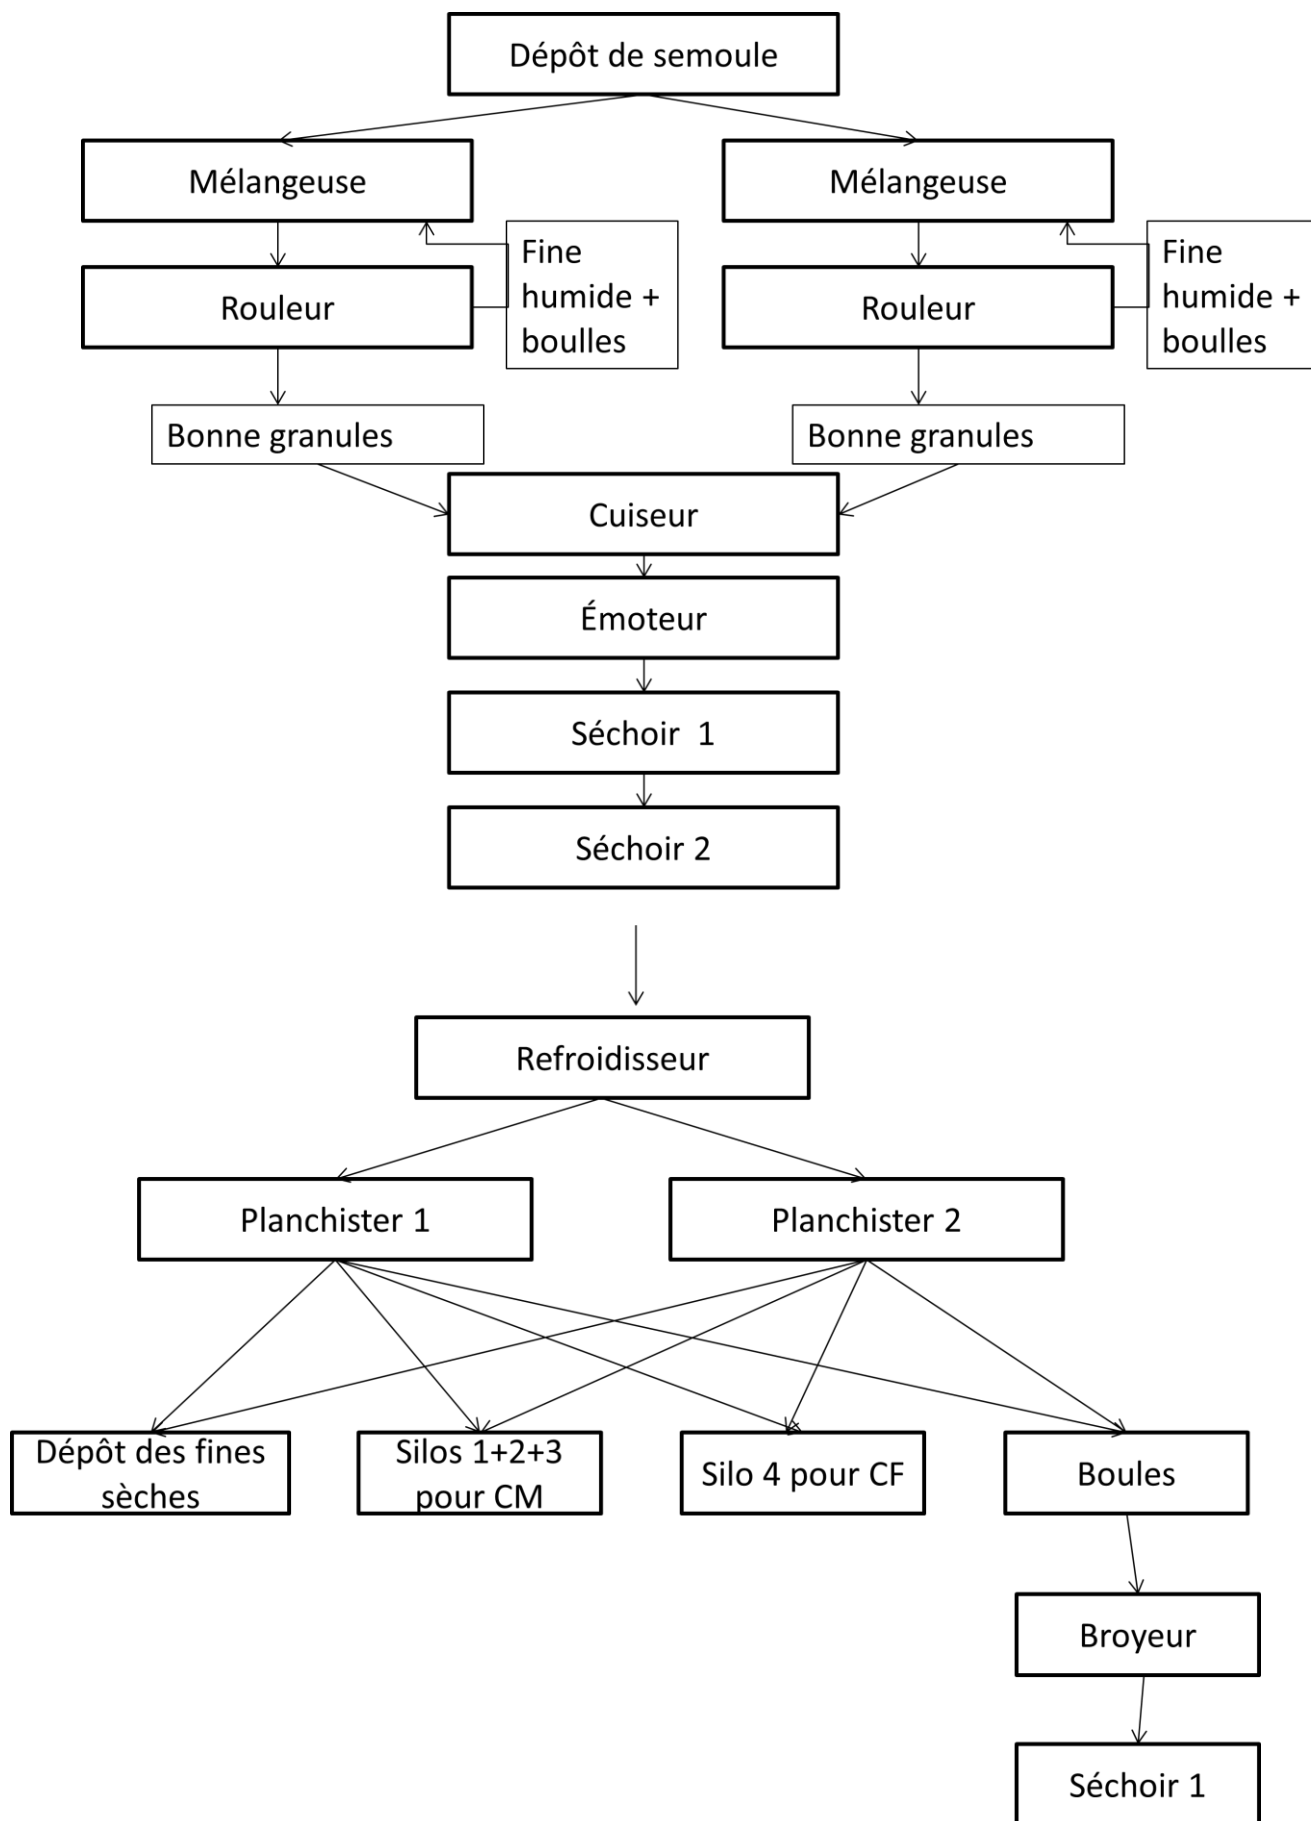 Dépôt de semoule
Mélangeuse
Mélangeuse
Fine
humide +
boulles
Fine
humide +
boulles
Rouleur
Rouleur
Bonne granules
Bonne granules
Cuiseur
Émoteur
Séchoir 1
Séchoir 2
Refroidisseur
Planchister 1
Planchister 2
Dépôt des fines
sèches
Silos 1+2+3
pour CM
Silo 4 pour CF
Boules
Broyeur
Séchoir 1